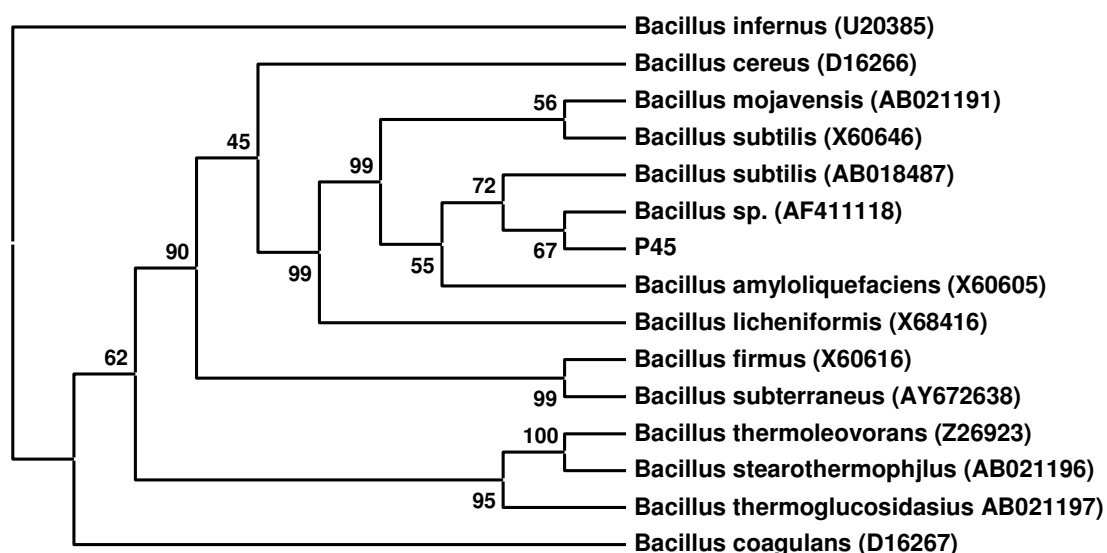 Bacillus infernus (U20385)
Bacillus cereus (D16266)
56 Bacillus mojavensis (AB021191)
45 Bacillus subtilis (X60646)
99
72 Bacillus subtilis (AB018487)
Bacillus sp. (AF411118)
90 67 P45
99 55
Bacillus amyloliquefaciens (X60605)
Bacillus licheniformis (X68416)
62 Bacillus firmus (X60616)
99 Bacillus subterraneus (AY672638)
100 Bacillus thermoleovorans (Z26923)
Bacillus stearothermophjlus (AB021196)
95 Bacillus thermoglucosidasius AB021197)
Bacillus coagulans (D16267)